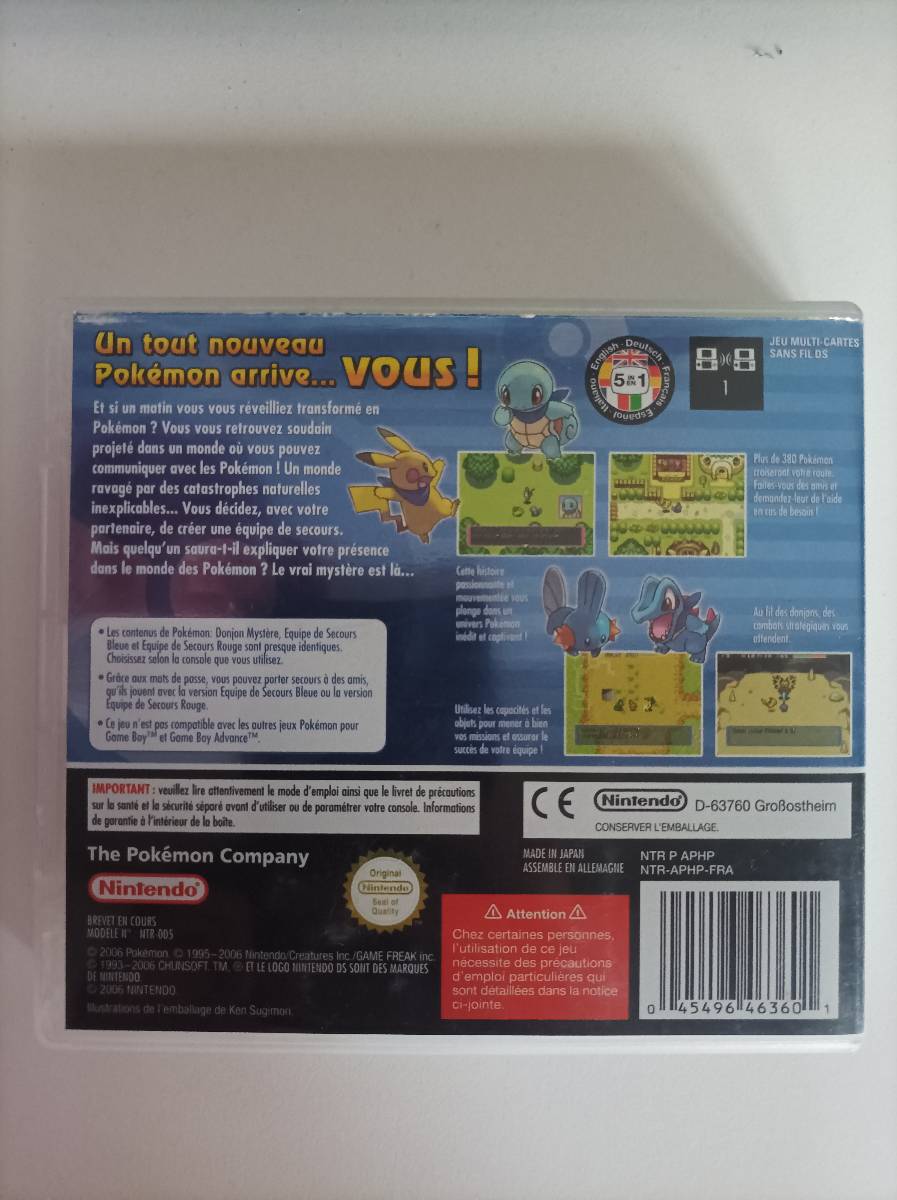 Un tout nouveau
Pokémon arrive... VOUS !
Et si un matin vous vous réveilliez transformé en
Pokémon ? Vous vous retrouvez soudain
projeté dans un monde où vous pouvez
communiquer avec les Pokémon ! Un monde
ravagé par des catastrophes naturelles
inexplicables... Vous décidez, avec votre
partenaire, de créer une équipe de secours.
Mais quelqu'un saura-t-il expliquer votre présence
dans le monde des Pokémon ? Le vrai mystère est là...
English · Deutsch · Français · Español · Italiano
5 IN EN 1
1
JEU MULTI-CARTES
SANS FIL DS
Plus de 380 Pokémon
croiseront votre route.
Faites-vous des amis et
demandez-leur de l'aide
en cas de besoin !
Cette histoire
passionnante et
mouvementée vous
plonge dans un
univers Pokémon
inédit et captivant !
Au fil des donjons, des
combats stratégiques vous
attendent.
Utilisez les capacités et les
objets pour mener à bien
vos missions et assurer le
succès de votre équipe !
• Les contenus de Pokémon: Donjon Mystère, Equipe de Secours
Bleue et Equipe de Secours Rouge sont presque identiques.
Choisissez selon la console que vous utilisez.
• Grâce aux mots de passe, vous pouvez porter secours à des amis,
qu'ils jouent avec la version Equipe de Secours Bleue ou la version
Equipe de Secours Rouge.
• Ce jeu n'est pas compatible avec les autres jeux Pokémon pour
Game Boy™ et Game Boy Advance™.
IMPORTANT : veuillez lire attentivement le mode d'emploi ainsi que le livret de précautions
sur la santé et la sécurité séparé avant d'utiliser ou de paramétrer votre console. Informations
de garantie à l'intérieur de la boîte.
CE Nintendo® D-63760 Großostheim
CONSERVER L'EMBALLAGE.
The Pokémon Company
Nintendo®
BREVET EN COURS
MODELE N° NTR-005
© 2006 Pokémon. © 1995–2006 Nintendo/Creatures Inc./GAME FREAK inc.
© 1993–2006 CHUNSOFT. TM, ® ET LE LOGO NINTENDO DS SONT DES MARQUES
DE NINTENDO.
© 2006 NINTENDO.
Illustrations de l'emballage de Ken Sugimori.
Original
Nintendo
Seal of
Quality
MADE IN JAPAN
ASSEMBLE EN ALLEMAGNE
NTR P APHP
NTR-APHP-FRA
⚠ Attention ⚠
Chez certaines personnes,
l'utilisation de ce jeu
nécessite des précautions
d'emploi particulières qui
sont détaillées dans la notice
ci-jointe.
0 45496 46360 1